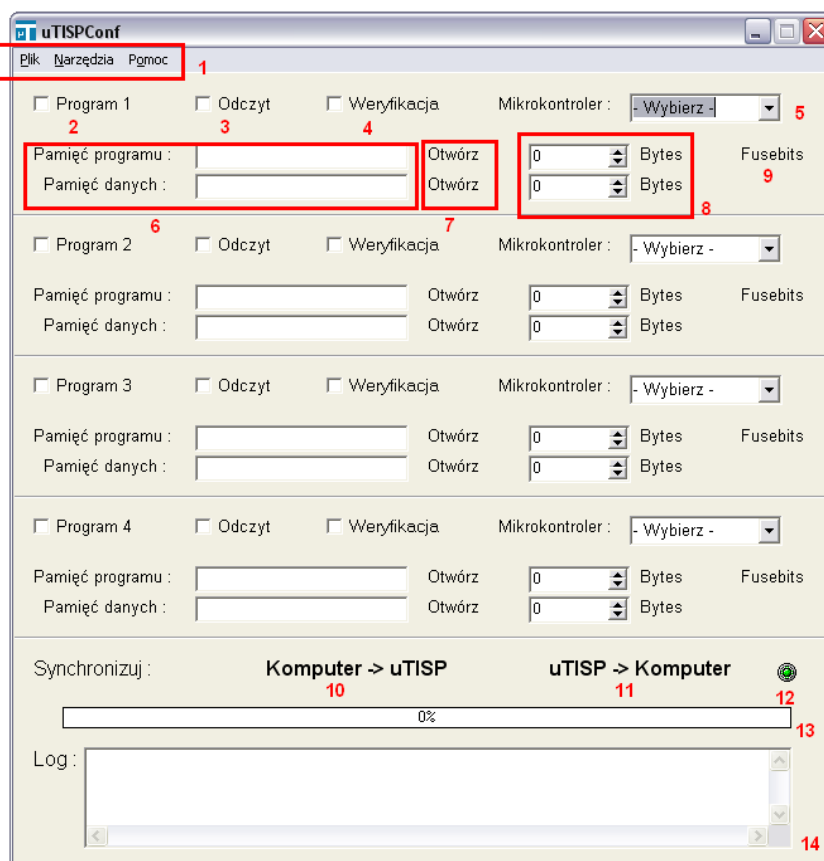 uTISPConf
Plik Narzędzia Pomoc 1
Program 1 Odczyt Weryfikacja Mikrokontroler : - Wybierz - 5
2 3 4
Pamięć programu : Otwórz 0 Bytes Fusebits
9
Pamięć danych : Otwórz 0 Bytes
6 7 8
Program 2 Odczyt Weryfikacja Mikrokontroler : - Wybierz -
Pamięć programu : Otwórz 0 Bytes Fusebits
Pamięć danych : Otwórz 0 Bytes
Program 3 Odczyt Weryfikacja Mikrokontroler : - Wybierz -
Pamięć programu : Otwórz 0 Bytes Fusebits
Pamięć danych : Otwórz 0 Bytes
Program 4 Odczyt Weryfikacja Mikrokontroler : - Wybierz -
Pamięć programu : Otwórz 0 Bytes Fusebits
Pamięć danych : Otwórz 0 Bytes
Synchronizuj : Komputer -> uTISP uTISP -> Komputer
10 11 12
0%
13
Log :
14